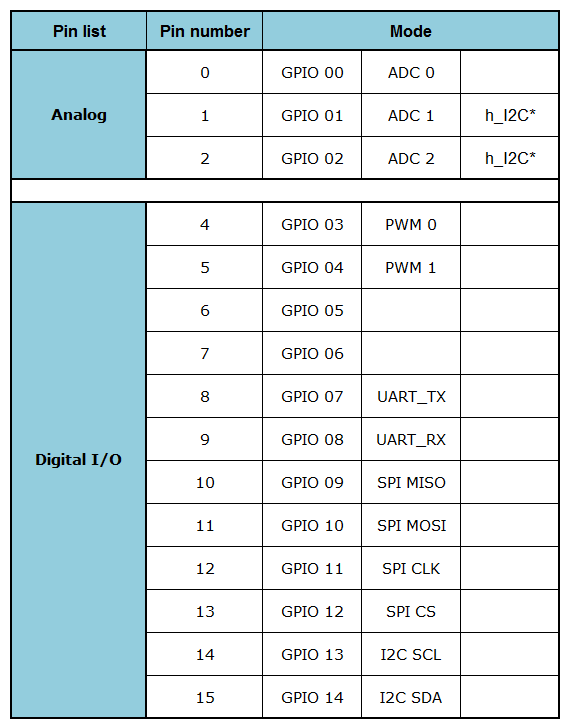 Pin list Pin number Mode
0 GPIO 00 ADC 0
Analog 1 GPIO 01 ADC 1 h_I2C*
2 GPIO 02 ADC 2 h_I2C*
4 GPIO 03 PWM 0
5 GPIO 04 PWM 1
6 GPIO 05
7 GPIO 06
8 GPIO 07 UART_TX
9 GPIO 08 UART_RX
Digital I/O 10 GPIO 09 SPI MISO
11 GPIO 10 SPI MOSI
12 GPIO 11 SPI CLK
13 GPIO 12 SPI CS
14 GPIO 13 I2C SCL
15 GPIO 14 I2C SDA